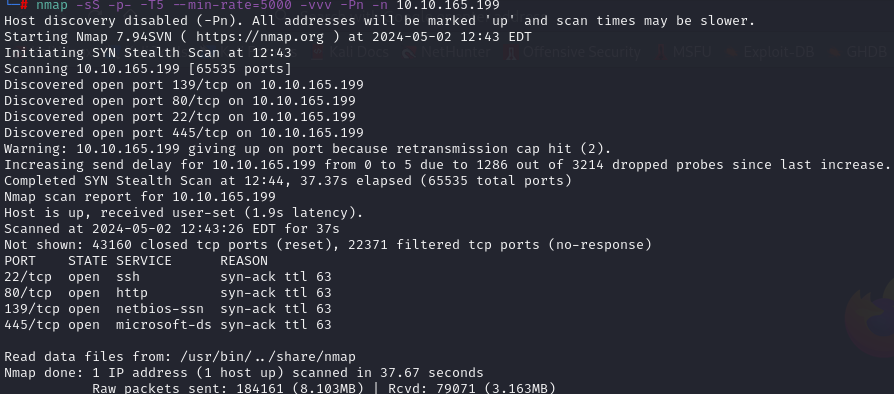 └─# nmap -sS -p- -T5 --min-rate=5000 -vvv -Pn -n 10.10.165.199
Host discovery disabled (-Pn). All addresses will be marked 'up' and scan times may be slower.
Starting Nmap 7.94SVN ( https://nmap.org ) at 2024-05-02 12:43 EDT
Initiating SYN Stealth Scan at 12:43
Kali Docs NetHunter Offensive Security MSFU Exploit-DB GHDB
Scanning 10.10.165.199 [65535 ports]
Discovered open port 139/tcp on 10.10.165.199
Discovered open port 80/tcp on 10.10.165.199
Discovered open port 22/tcp on 10.10.165.199
Discovered open port 445/tcp on 10.10.165.199
Warning: 10.10.165.199 giving up on port because retransmission cap hit (2).
Increasing send delay for 10.10.165.199 from 0 to 5 due to 1286 out of 3214 dropped probes since last increase.
Completed SYN Stealth Scan at 12:44, 37.37s elapsed (65535 total ports)
Nmap scan report for 10.10.165.199
Host is up, received user-set (1.9s latency).
Scanned at 2024-05-02 12:43:26 EDT for 37s
Not shown: 43160 closed tcp ports (reset), 22371 filtered tcp ports (no-response)
PORT    STATE SERVICE      REASON
22/tcp  open  ssh          syn-ack ttl 63
80/tcp  open  http         syn-ack ttl 63
139/tcp open  netbios-ssn  syn-ack ttl 63
445/tcp open  microsoft-ds syn-ack ttl 63
Read data files from: /usr/bin/../share/nmap
Nmap done: 1 IP address (1 host up) scanned in 37.67 seconds
Raw packets sent: 184161 (8.103MB) | Rcvd: 79071 (3.163MB)